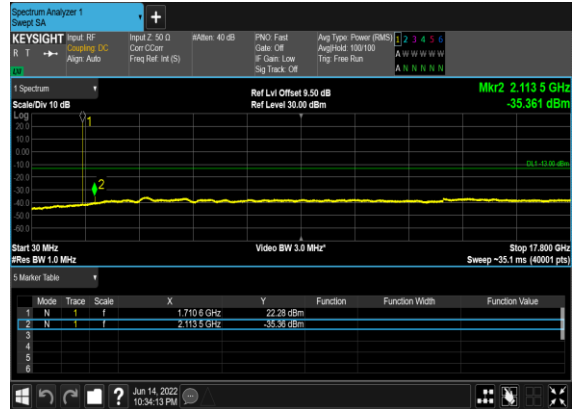 Spectrum Analyzer 1
Swept SA
+
KEYSIGHT
R T
Input: RF
Coupling: DC
Align: Auto
Input Z: 50 Ω
Corr CCorr
Freq Ref: Int (S)
#Atten: 40 dB
PNO: Fast
Gate: Off
IF Gain: Low
Sig Track: Off
Avg Type: Power (RMS)
Avg|Hold: 100/100
Trig: Free Run
1 2 3 4 5 6
A W W W W W
A N N N N N
1 Spectrum
Scale/Div 10 dB
Ref Lvl Offset 9.50 dB
Ref Level 30.00 dBm
Mkr2 2.113 5 GHz
-35.361 dBm
Log
20.0
10.0
0.00
-10.0
-20.0
-30.0
-40.0
-50.0
-60.0
1
2
DL1 -13.00 dBm
Start 30 MHz
#Res BW 1.0 MHz
Video BW 3.0 MHz*
Stop 17.800 GHz
Sweep ~35.1 ms (40001 pts)
5 Marker Table
Mode Trace Scale X Y Function Function Width Function Value
1 N 1 f 1.710 6 GHz 22.28 dBm
2 N 1 f 2.113 5 GHz -35.36 dBm
3
4
5
6
?
Jun 14, 2022
10:34:13 PM